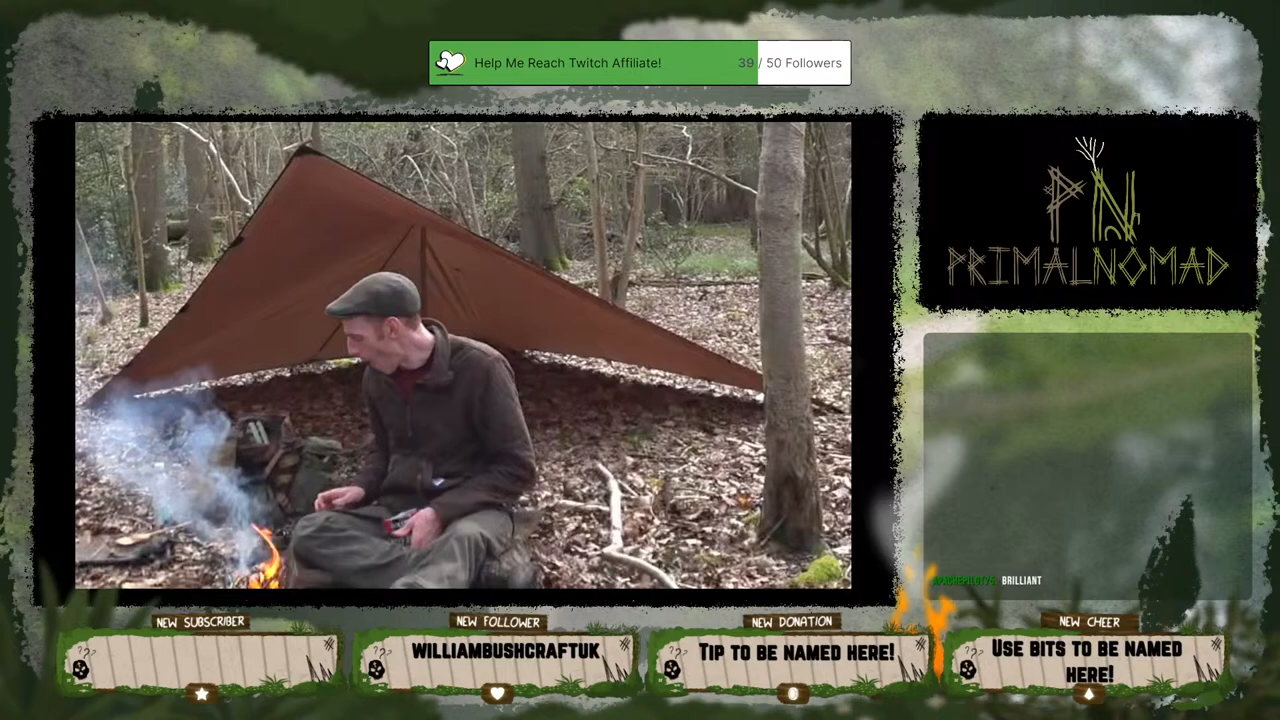 Help Me Reach Twitch Affiliate!
39 / 50 Followers
PN
PRIMALNOMAD
BRILLIANT
NEW SUBSCRIBER
NEW FOLLOWER
WILLIAMBUSHCRAFTUK
NEW DONATION
TIP TO BE NAMED HERE!
NEW CHEER
USE BITS TO BE NAMED
HERE!